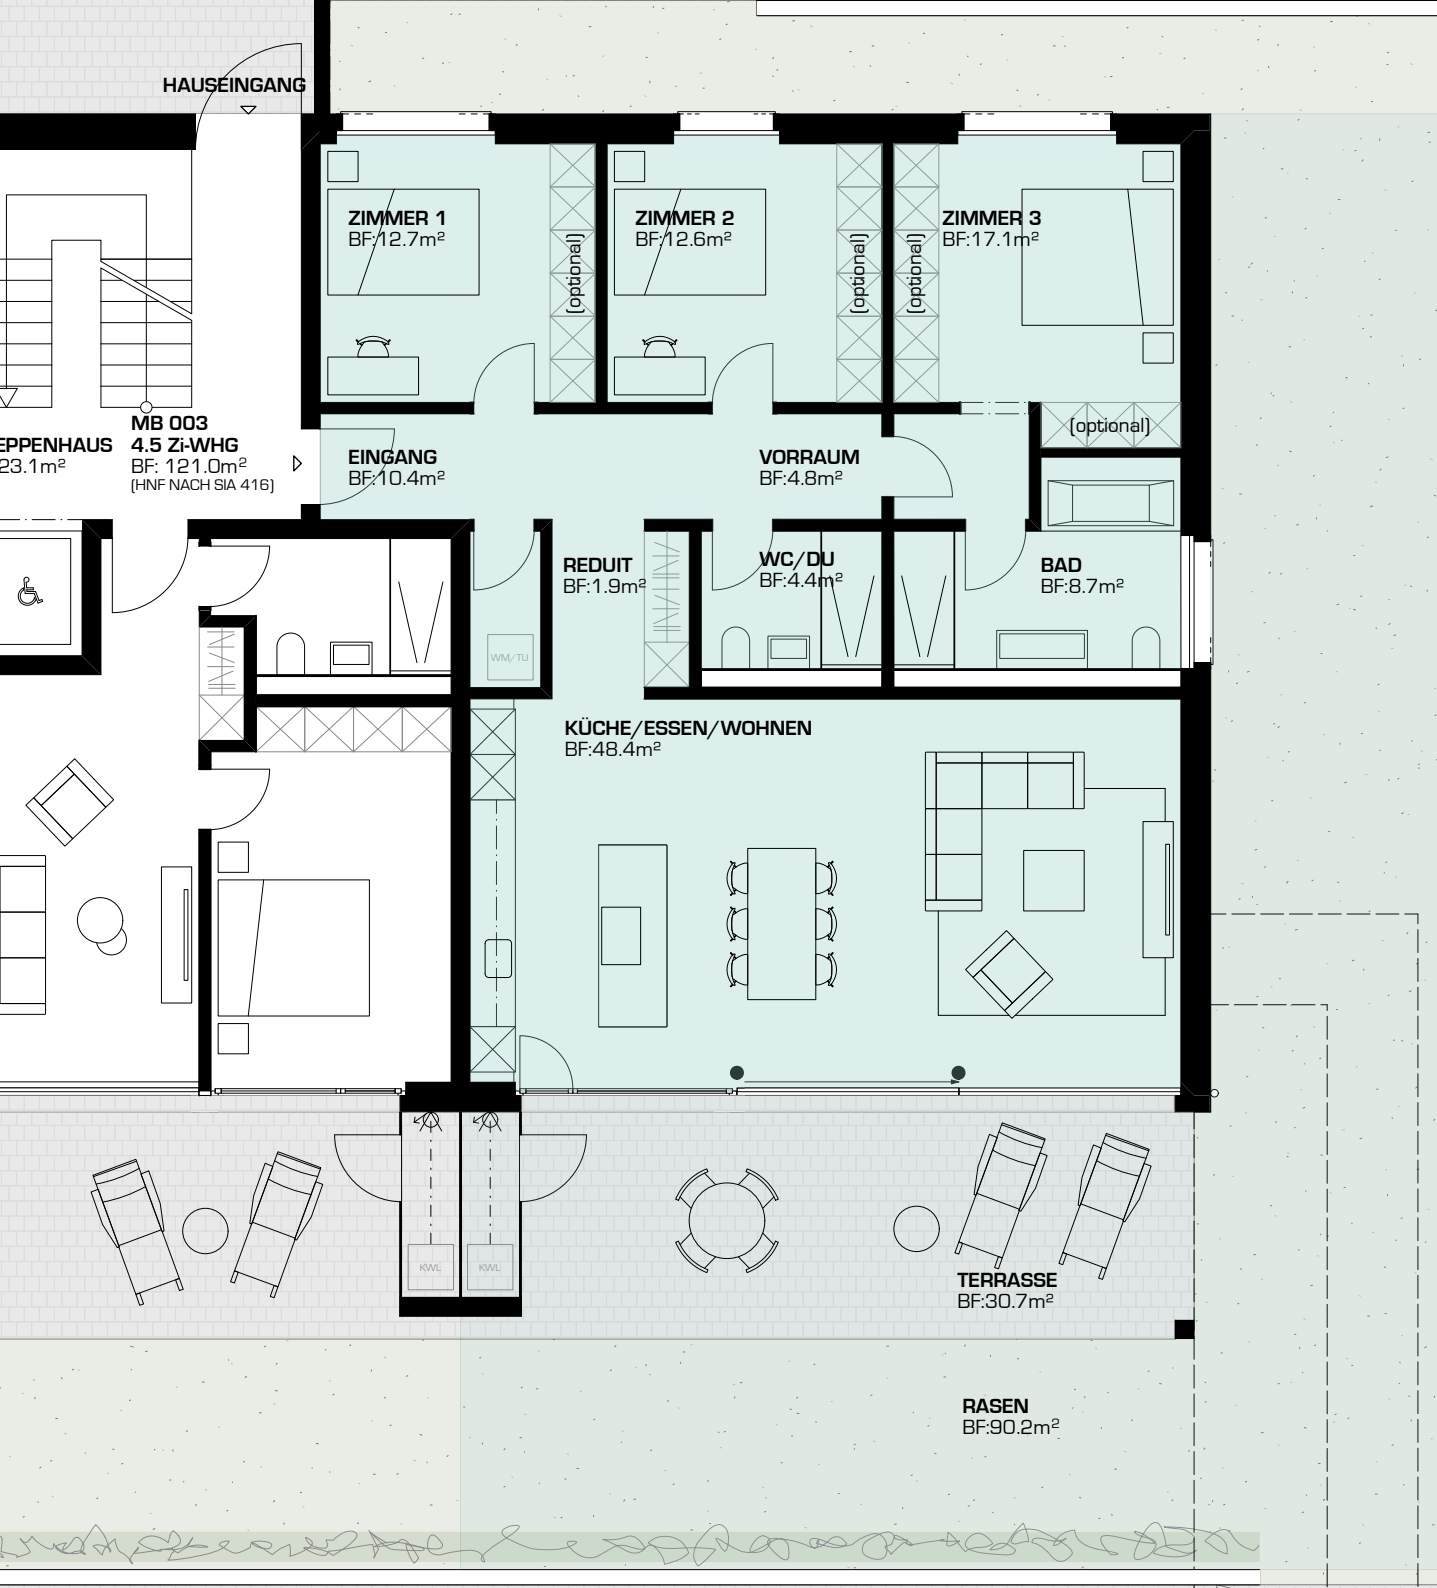 HAUSEINGANG
ZIMMER 1
BF:12.7m²
(optional)
ZIMMER 2
BF:12.6m²
(optional)
(optional)
ZIMMER 3
BF:17.1m²
(optional)
EPPENHAUS
23.1m²
MB 003
4.5 Zi-WHG
BF: 121.0m²
(HNF NACH SIA 416)
EINGANG
BF:10.4m²
VORRAUM
BF:4.8m²
REDUIT
BF:1.9m²
WC/DU
BF:4.4m²
BAD
BF:8.7m²
WM/TU
KÜCHE/ESSEN/WOHNEN
BF:48.4m²
KWL
KWL
TERRASSE
BF:30.7m²
RASEN
BF:90.2m²